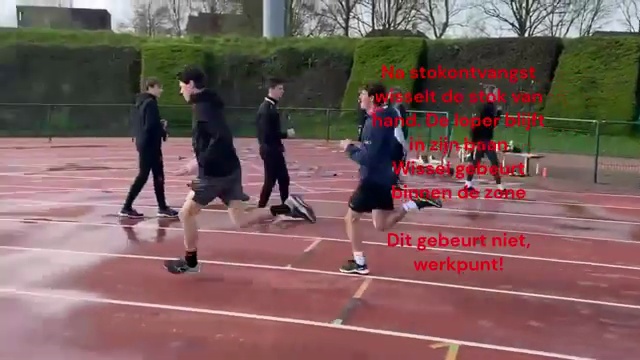 Na stokontvangst
wisselt de stok van
hand. De loper blijft
in zijn baan
Wissel gebeurt
binnen de zone
Dit gebeurt niet,
werkpunt!